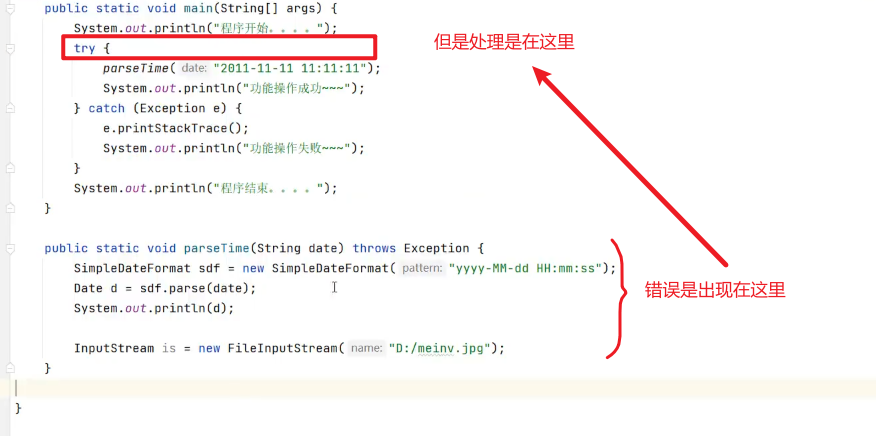 public static void main(String[] args) {
System.out.println("程序开始。。。。");
try {
但是处理是在这里
parseTime( date: "2011-11-11 11:11:11");
System.out.println("功能操作成功~~~");
} catch (Exception e) {
e.printStackTrace();
System.out.println("功能操作失败~~~");
}
System.out.println("程序结束。。。。");
}
public static void parseTime(String date) throws Exception {
SimpleDateFormat sdf = new SimpleDateFormat( pattern: "yyyy-MM-dd HH:mm:ss");
Date d = sdf.parse(date);
错误是出现在这里
System.out.println(d);
InputStream is = new FileInputStream( name: "D:/meinv.jpg");
}
}